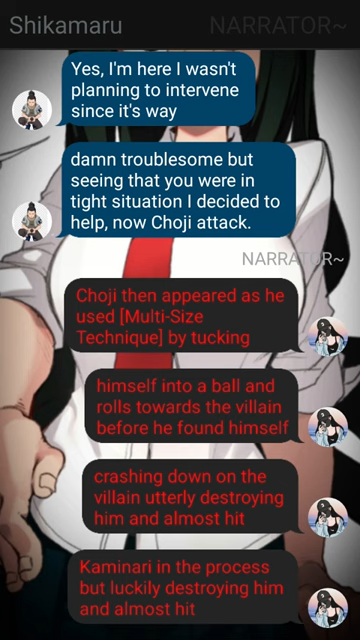 Shikamaru NARRATOR~
Yes, I'm here I wasn't
planning to intervene
since it's way
damn troublesome but
seeing that you were in
tight situation I decided to
help, now Choji attack.
NARRATOR~
Choji then appeared as he
used [Multi-Size
Technique] by tucking
himself into a ball and
rolls towards the villain
before he found himself
crashing down on the
villain utterly destroying
him and almost hit
Kaminari in the process
but luckily destroying him
and almost hit